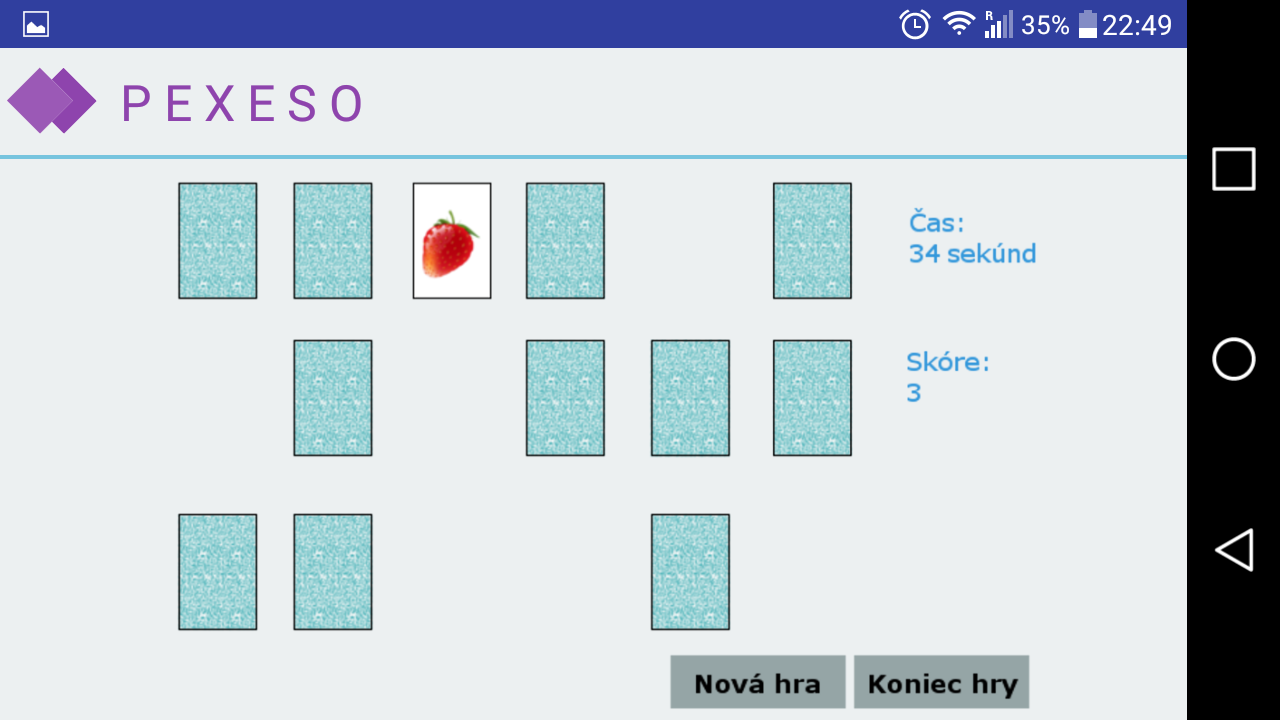 R 35% 22:49
PEXESO
Čas:
34 sekúnd
Skóre:
3
Nová hra Koniec hry